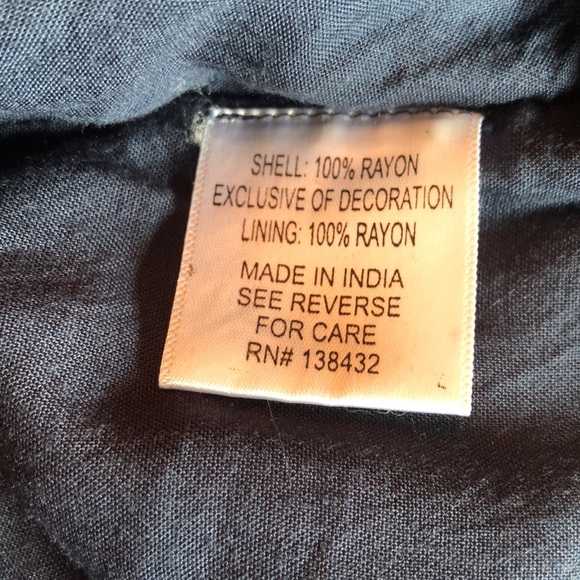 SHELL: 100% RAYON
EXCLUSIVE OF DECORATION
LINING: 100% RAYON
MADE IN INDIA
SEE REVERSE
FOR CARE
RN# 138432